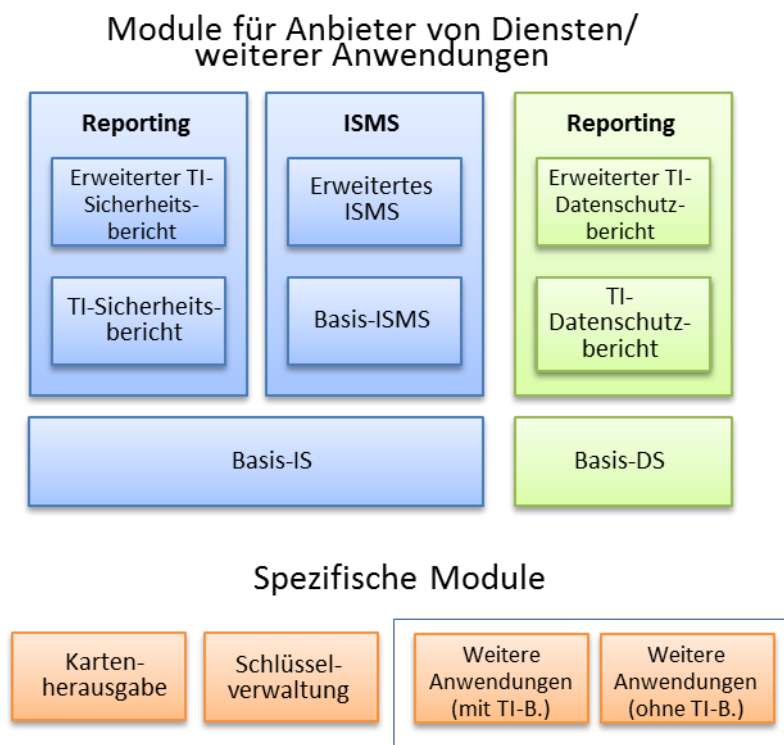 Module für Anbieter von Diensten/
weiterer Anwendungen
Reporting
Erweiterter TI-
Sicherheits-
bericht
TI-Sicherheits-
bericht
ISMS
Erweitertes
ISMS
Basis-ISMS
Reporting
Erweiterter TI-
Datenschutz-
bericht
TI-
Datenschutz-
bericht
Basis-IS
Basis-DS
Spezifische Module
Karten-
herausgabe
Schlüssel-
verwaltung
Weitere
Anwendungen
(mit TI-B.)
Weitere
Anwendungen
(ohne TI-B.)